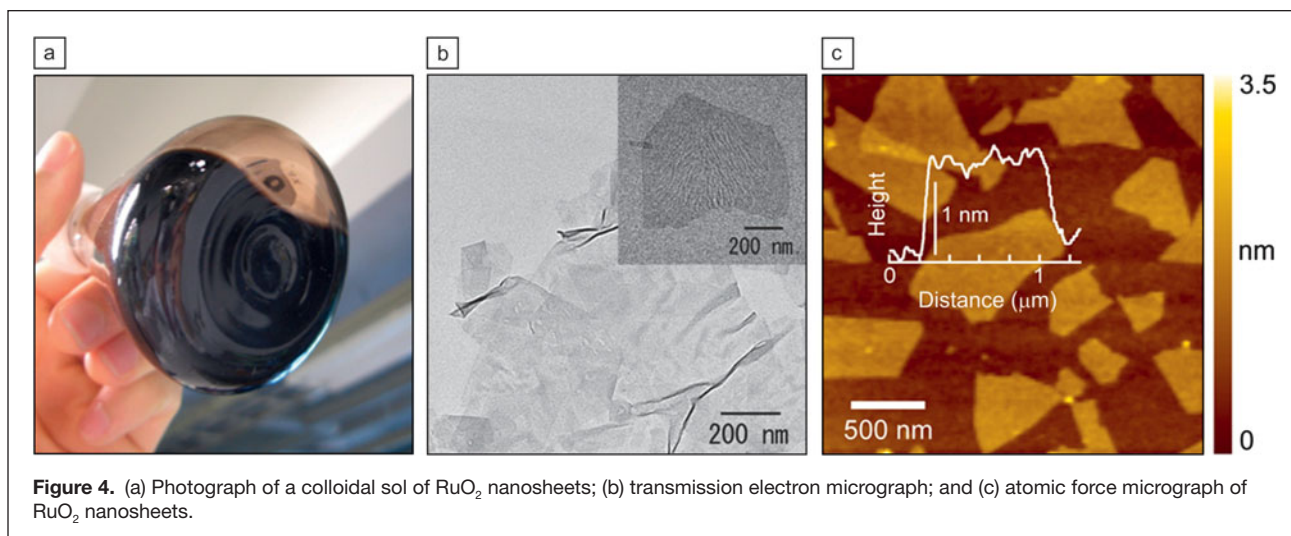 a
b
c
200 nm
200 nm
Height
1 nm
0
1
Distance (μm)
500 nm
3.5
nm
0
Figure 4. (a) Photograph of a colloidal sol of RuO₂ nanosheets; (b) transmission electron micrograph; and (c) atomic force micrograph of
RuO₂ nanosheets.